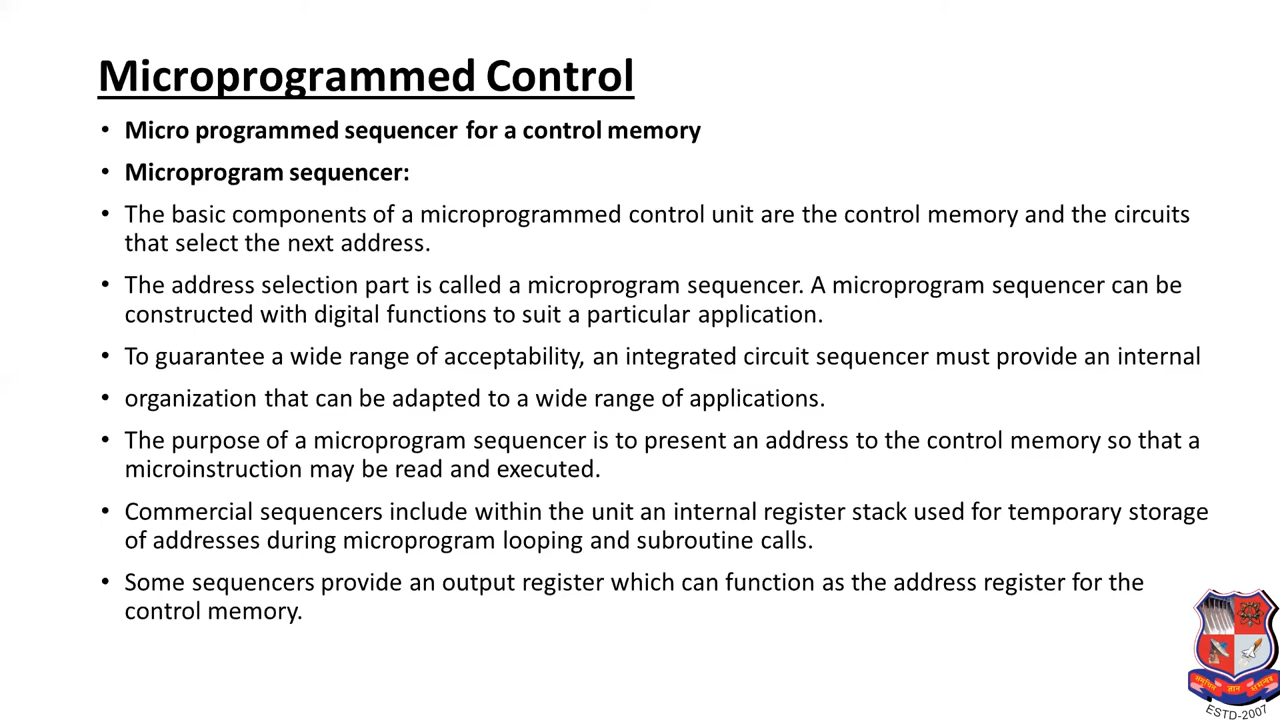 Microprogrammed Control
• Micro programmed sequencer for a control memory
• Microprogram sequencer:
• The basic components of a microprogrammed control unit are the control memory and the circuits
that select the next address.
• The address selection part is called a microprogram sequencer. A microprogram sequencer can be
constructed with digital functions to suit a particular application.
• To guarantee a wide range of acceptability, an integrated circuit sequencer must provide an internal
• organization that can be adapted to a wide range of applications.
• The purpose of a microprogram sequencer is to present an address to the control memory so that a
microinstruction may be read and executed.
• Commercial sequencers include within the unit an internal register stack used for temporary storage
of addresses during microprogram looping and subroutine calls.
• Some sequencers provide an output register which can function as the address register for the
control memory.
ESTD-2007